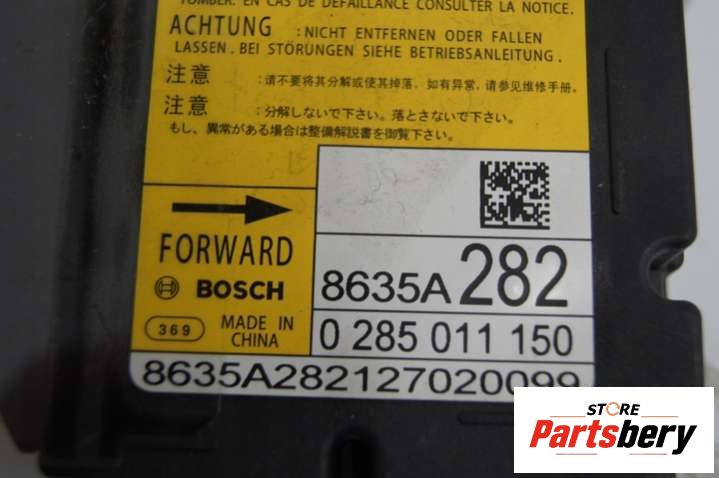 TOMBER. EN CAS DE DÉFAILLANCE CONSULTER LA NOTICE.
ACHTUNG :NICHT ENTFERNEN ODER FALLEN
LASSEN. BEI STÖRUNGEN SIEHE BETRIEBSANLEITUNG.
注意 :请不要将其分解或使其掉落，如有异常，请参见维修手册.
注意 :分解しないで下さい。落とさないで下さい。
もし、異常がある場合は整備解説書を御覧下さい。
FORWARD
BOSCH
8635A 282
369 MADE IN
CHINA
0 285 011 150
8635A282127020099
STORE
Partsbery